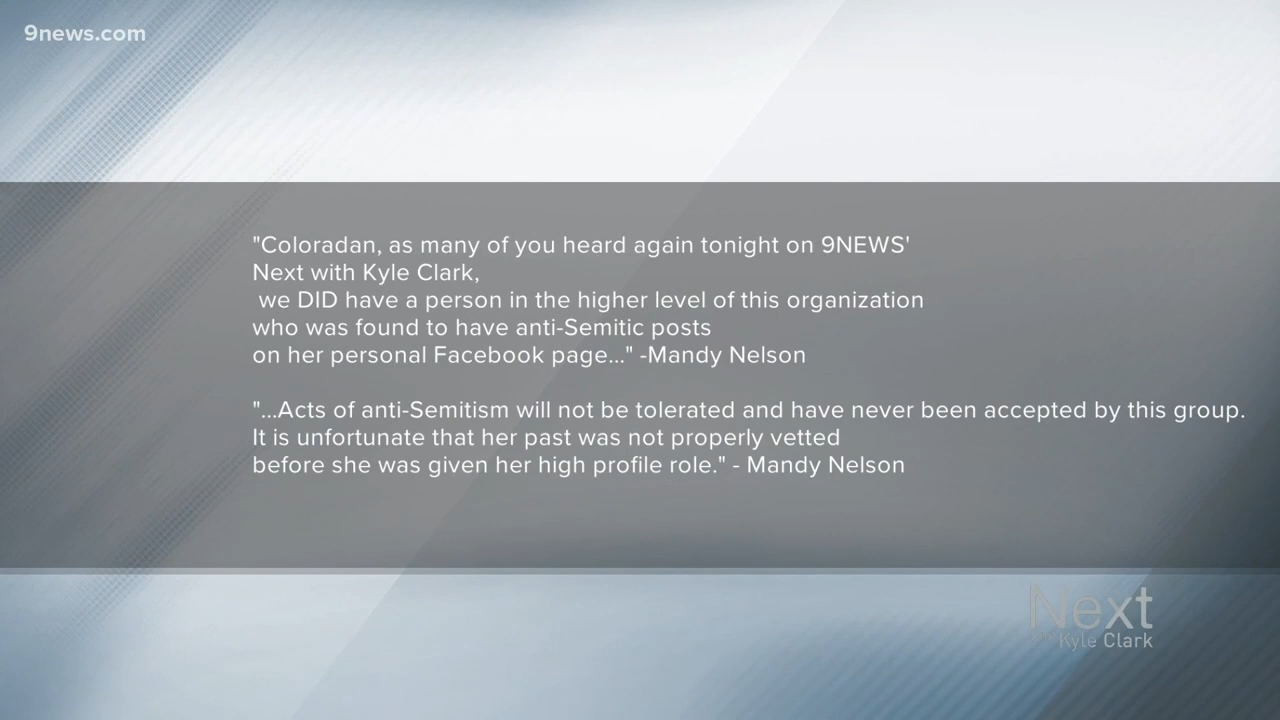 9news.com
"Coloradan, as many of you heard again tonight on 9NEWS'
Next with Kyle Clark,
we DID have a person in the higher level of this organization
who was found to have anti-Semitic posts
on her personal Facebook page..." -Mandy Nelson
"...Acts of anti-Semitism will not be tolerated and have never been accepted by this group.
It is unfortunate that her past was not properly vetted
before she was given her high profile role." - Mandy Nelson
Next
Kyle Clark